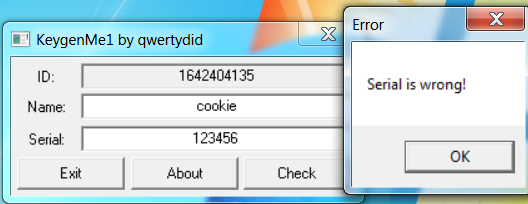 KeygenMe1 by qwertydid
ID: 1642404135
Name: cookie
Serial: 123456
Exit About Check
Error
Serial is wrong!
OK